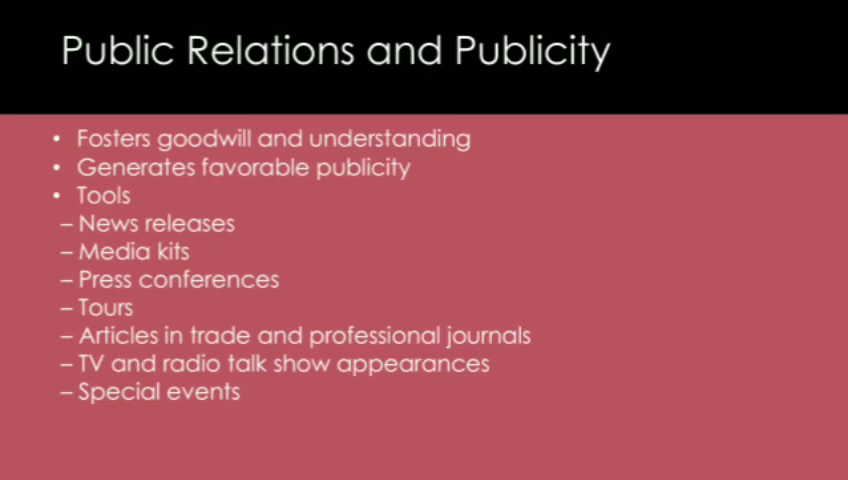 Public Relations and Publicity
• Fosters goodwill and understanding
• Generates favorable publicity
• Tools
– News releases
– Media kits
– Press conferences
– Tours
– Articles in trade and professional journals
– TV and radio talk show appearances
– Special events